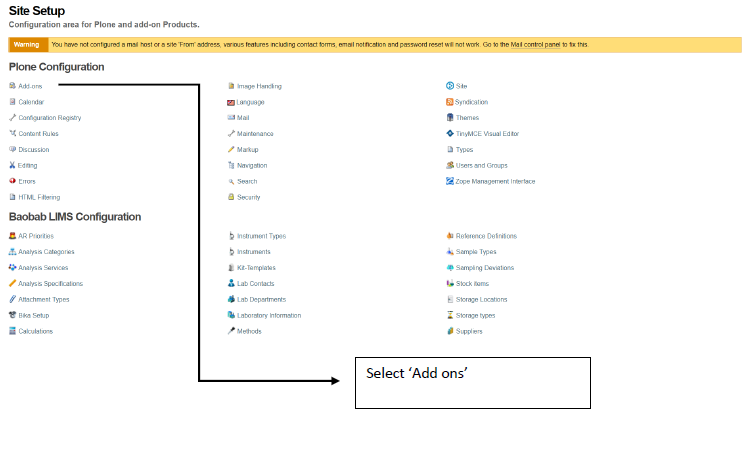 Site Setup
Configuration area for Plone and add-on Products.
Warning You have not configured a mail host or a site 'From' address, various features including contact forms, email notification and password reset will not work. Go to the Mail control panel to fix this.
Plone Configuration
Add-ons Image Handling Site
Calendar Language Syndication
Configuration Registry Mail Themes
Content Rules Maintenance TinyMCE Visual Editor
Discussion Markup Types
Editing Navigation Users and Groups
Errors Search Zope Management Interface
HTML Filtering Security
Baobab LIMS Configuration
AR Priorities Instrument Types Reference Definitions
Analysis Categories Instruments Sample Types
Analysis Services Kit-Templates Sampling Deviations
Analysis Specifications Lab Contacts Stock items
Attachment Types Lab Departments Storage Locations
Bika Setup Laboratory Information Storage types
Calculations Methods Suppliers
Select ‘Add ons’